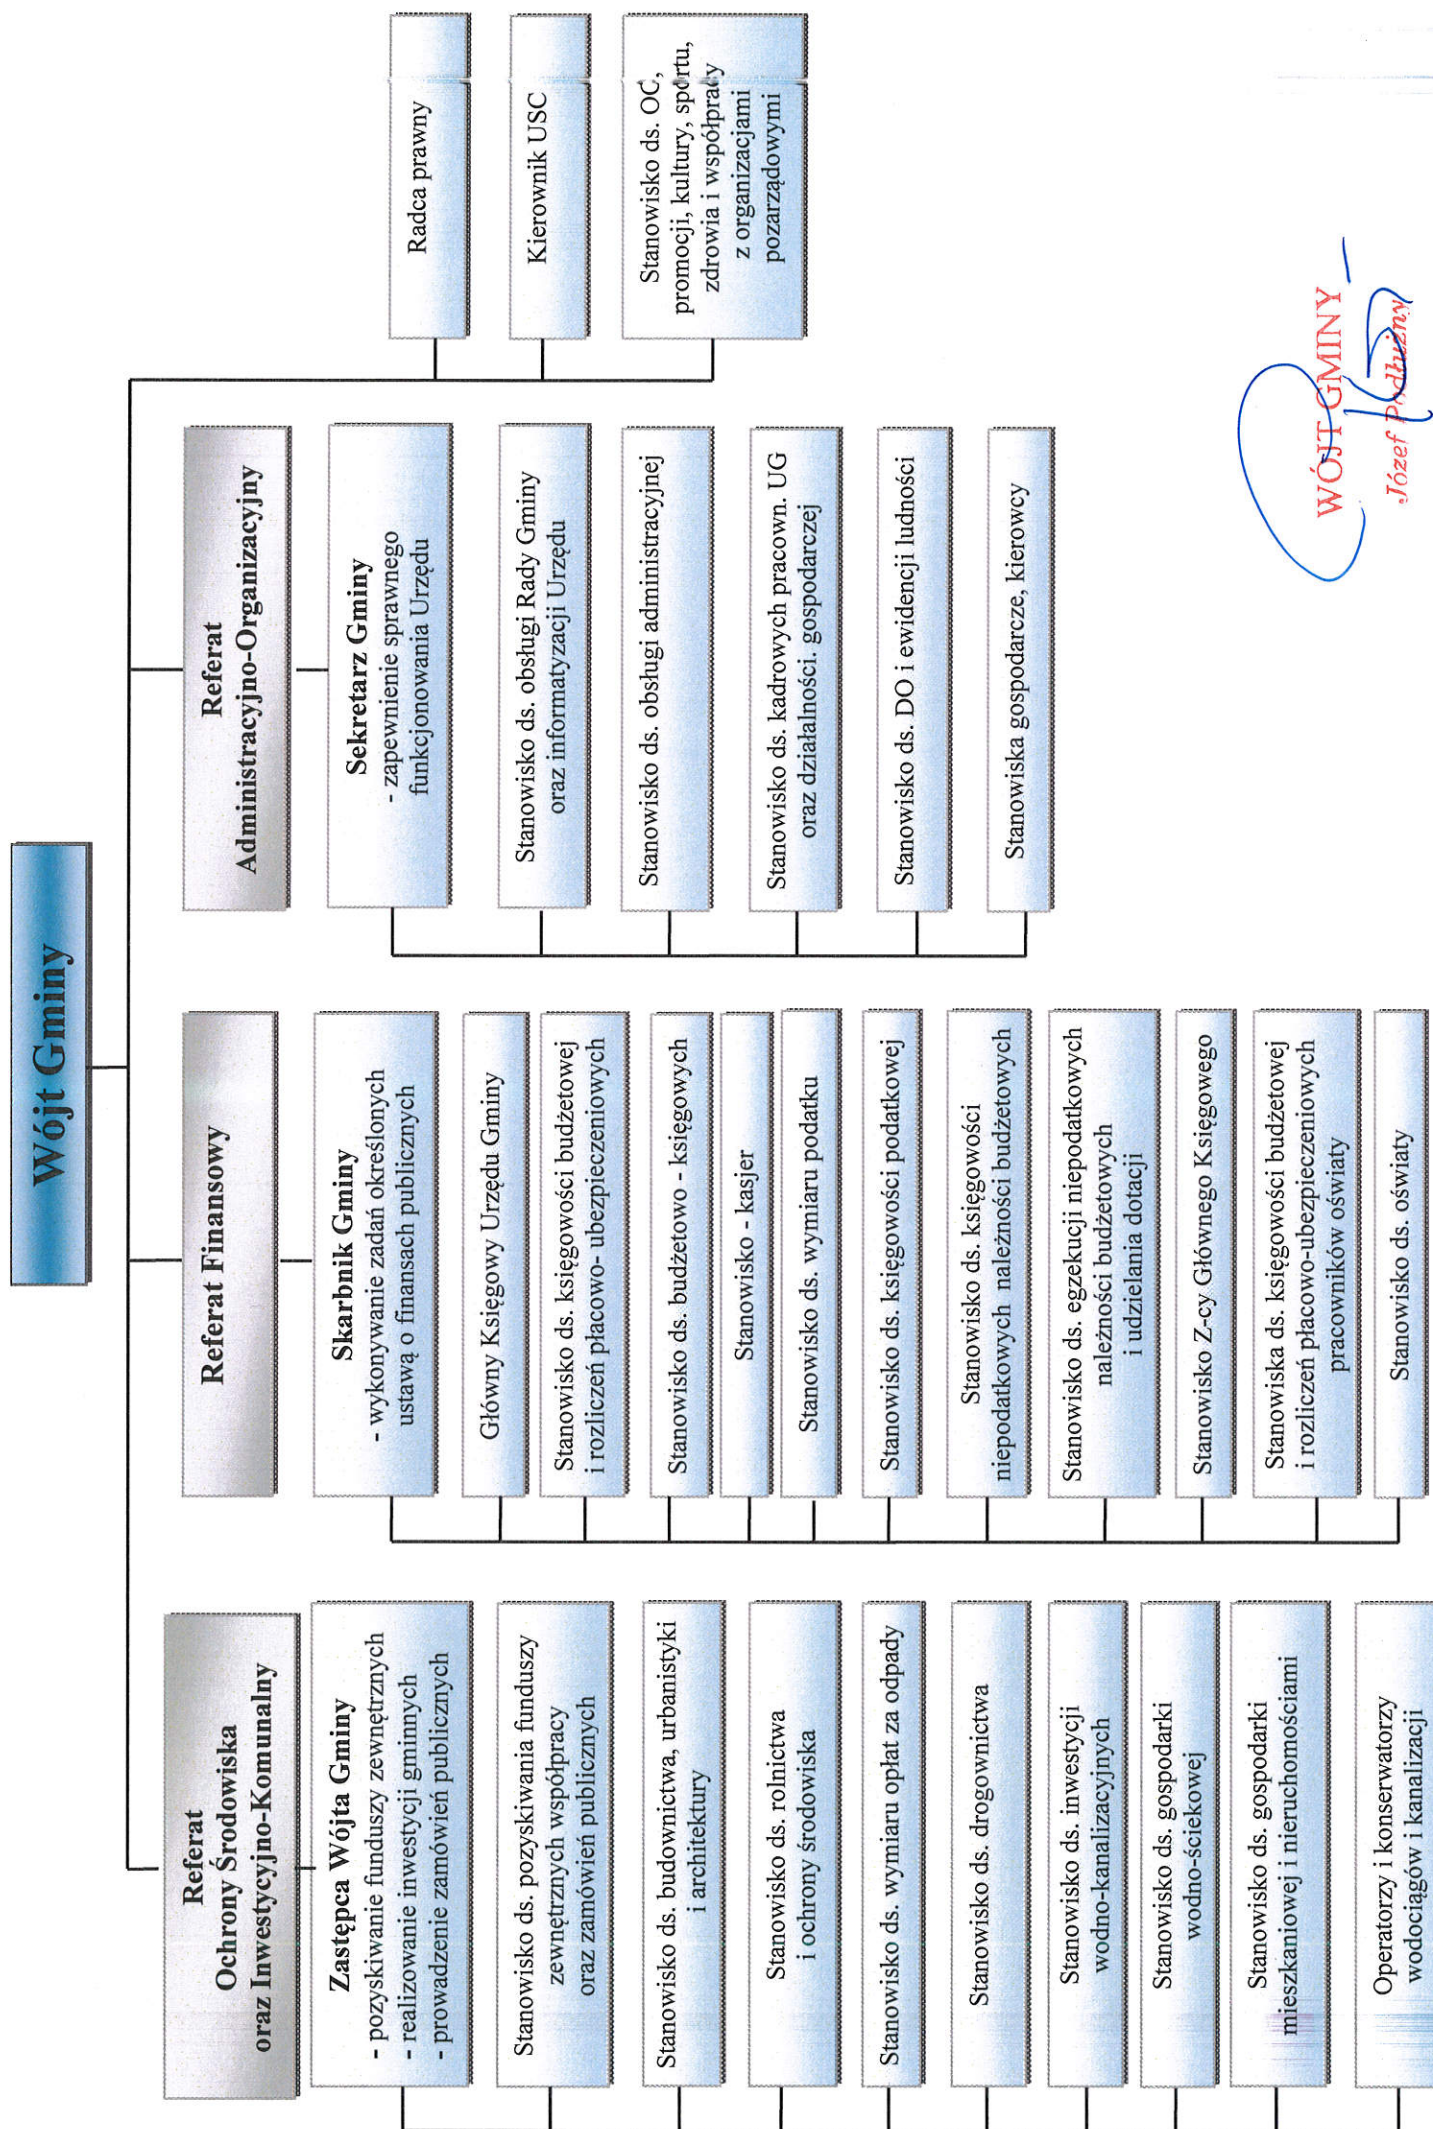 Wójt Gminy
Referat
Ochrony Środowiska
oraz Inwestycyjno-Komunalny
Zastępca Wójta Gminy
- pozyskiwanie funduszy zewnętrznych
- realizowanie inwestycji gminnych
- prowadzenie zamówień publicznych
Stanowisko ds. pozyskiwania funduszy
zewnętrznych współpracy
oraz zamówień publicznych
Stanowisko ds. budownictwa, urbanistyki
i architektury
Stanowisko ds. rolnictwa
i ochrony środowiska
Stanowisko ds. wymiaru opłat za odpady
Stanowisko ds. drogownictwa
Stanowisko ds. inwestycji
wodno-kanalizacyjnych
Stanowisko ds. gospodarki
wodno-ściekowej
Stanowisko ds. gospodarki
mieszkaniowej i nieruchomościami
Operatorzy i konserwatorzy
wodociągów i kanalizacji
Referat Finansowy
Skarbnik Gminy
- wykonywanie zadań określonych
ustawą o finansach publicznych
Główny Księgowy Urzędu Gminy
Stanowisko ds. księgowości budżetowej
i rozliczeń płacowo- ubezpieczeniowych
Stanowisko ds. budżetowo - księgowych
Stanowisko - kasjer
Stanowisko ds. wymiaru podatku
Stanowisko ds. księgowości podatkowej
Stanowisko ds. księgowości
niepodatkowych należności budżetowych
Stanowisko ds. egzekucji niepodatkowych
należności budżetowych
i udzielania dotacji
Stanowisko Z-cy Głównego Księgowego
Stanowiska ds. księgowości budżetowej
i rozliczeń płacowo-ubezpieczeniowych
pracowników oświaty
Stanowisko ds. oświaty
Referat
Administracyjno-Organizacyjny
Sekretarz Gminy
- zapewnienie sprawnego
funkcjonowania Urzędu
Stanowisko ds. obsługi Rady Gminy
oraz informatyzacji Urzędu
Stanowisko ds. obsługi administracyjnej
Stanowisko ds. kadrowych pracown. UG
oraz działalności. gospodarczej
Stanowisko ds. DO i ewidencji ludności
Stanowiska gospodarcze, kierowcy
Radca prawny
Kierownik USC
Stanowisko ds. OC,
promocji, kultury, sportu,
zdrowia i współpracy
z organizacjami
pozarządowymi
WÓJT GMINY
Józef Podłużny